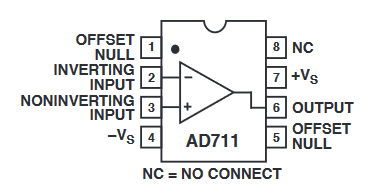 OFFSET
NULL
1
INVERTING
INPUT
2
NONINVERTING
INPUT
3
–VS
4
−
+
AD711
8
NC
7
+VS
6
OUTPUT
5
OFFSET
NULL
NC = NO CONNECT